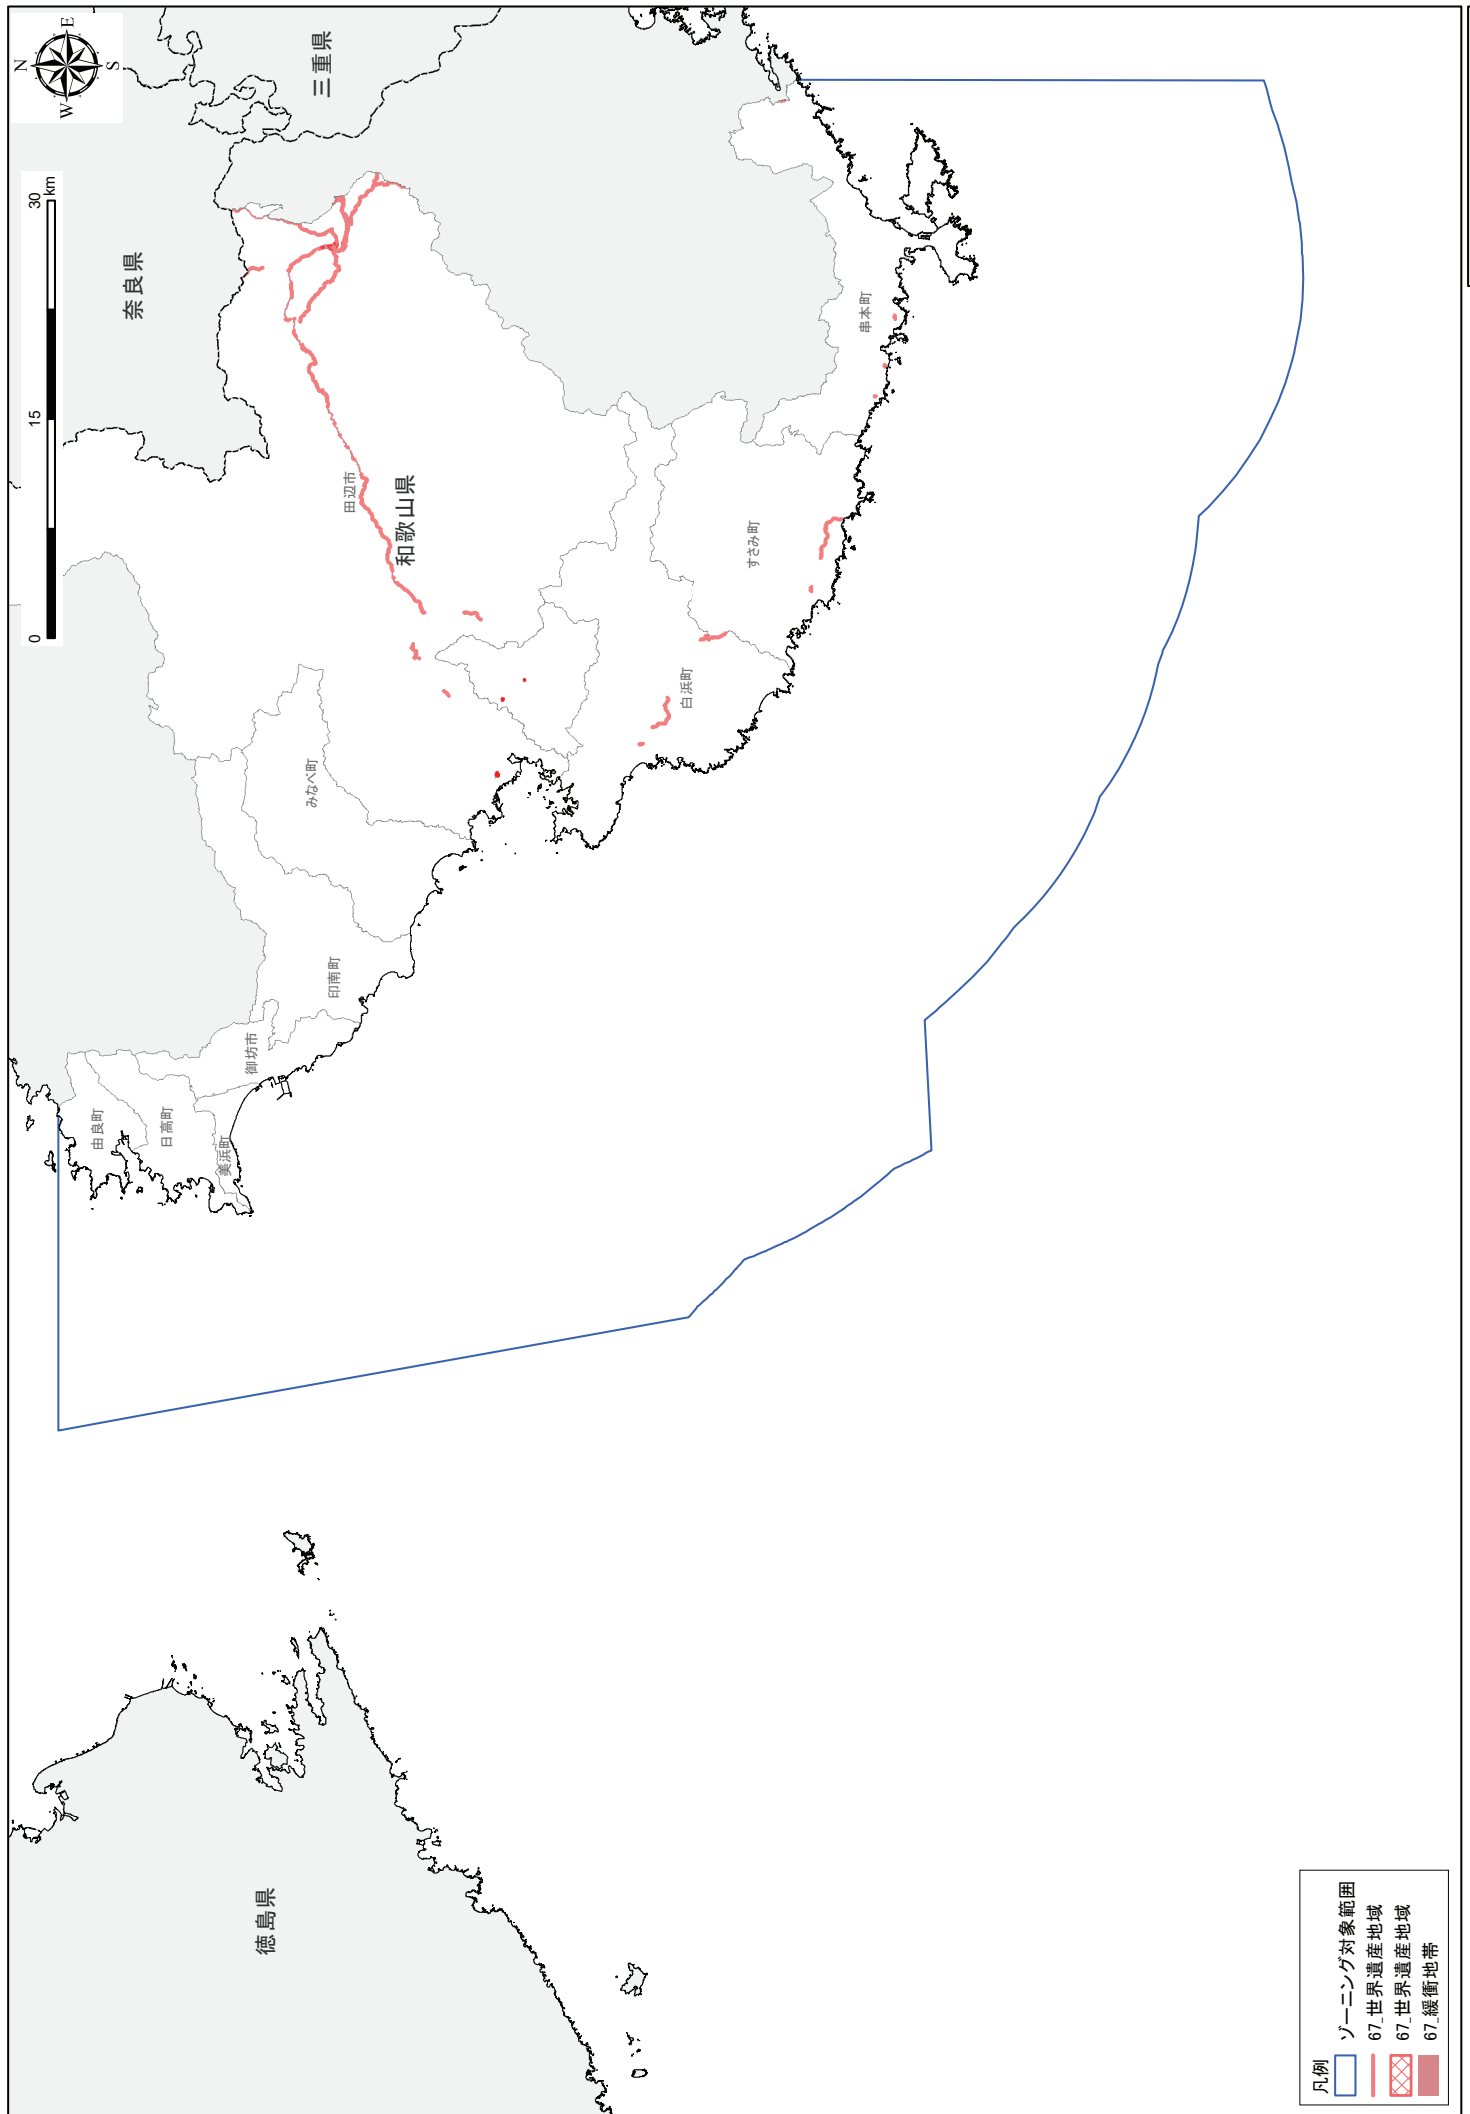 N
E
S
W
0
15
30
km
三重県
奈良県
和歌山県
田辺市
みなべ町
印南町
御坊市
由良町
日高町
美浜町
白浜町
すさみ町
串本町
徳島県
凡例
ゾーニング対象範囲
67_世界遺産地域
67_世界遺産地域
67_緩衝地帯